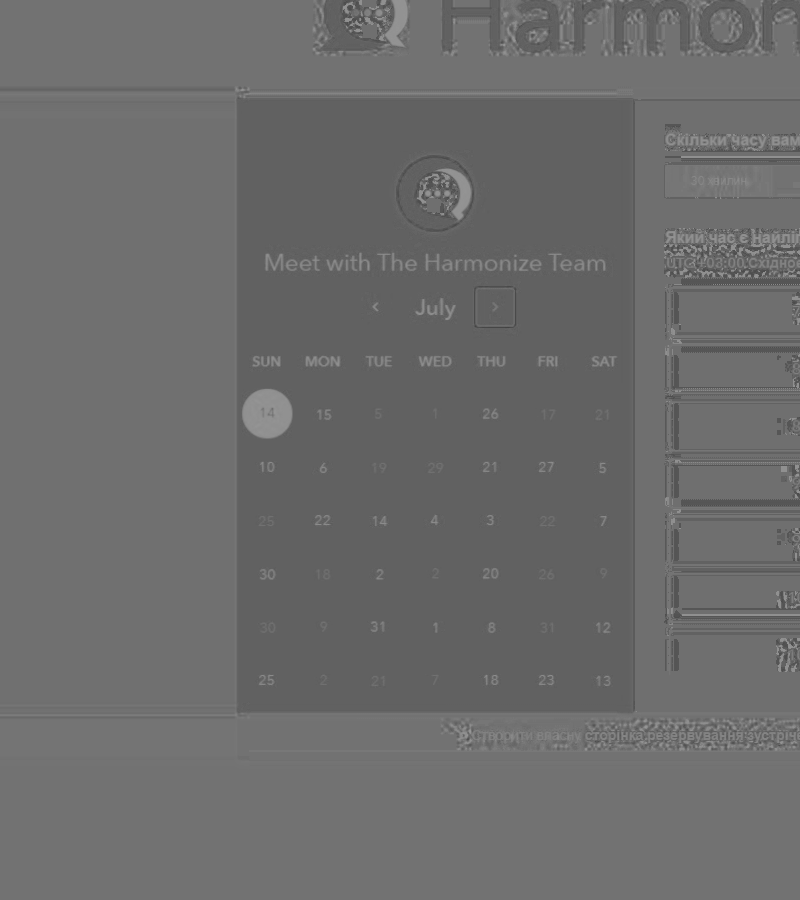 Harmon
Meet with The Harmonize Team
‹ July ›
SUN MON TUE WED THU FRI SAT
14 15 5 1 26 17 21
10 6 19 29 21 27 5
25 22 14 4 3 22 7
30 18 2 2 20 26 9
30 9 31 1 8 31 12
25 2 21 7 18 23 13
Скільки часу вам
30 хвилин
Який час є найліп
UTC+03:00 Східноє
Створити власну сторінка резервування зустріче